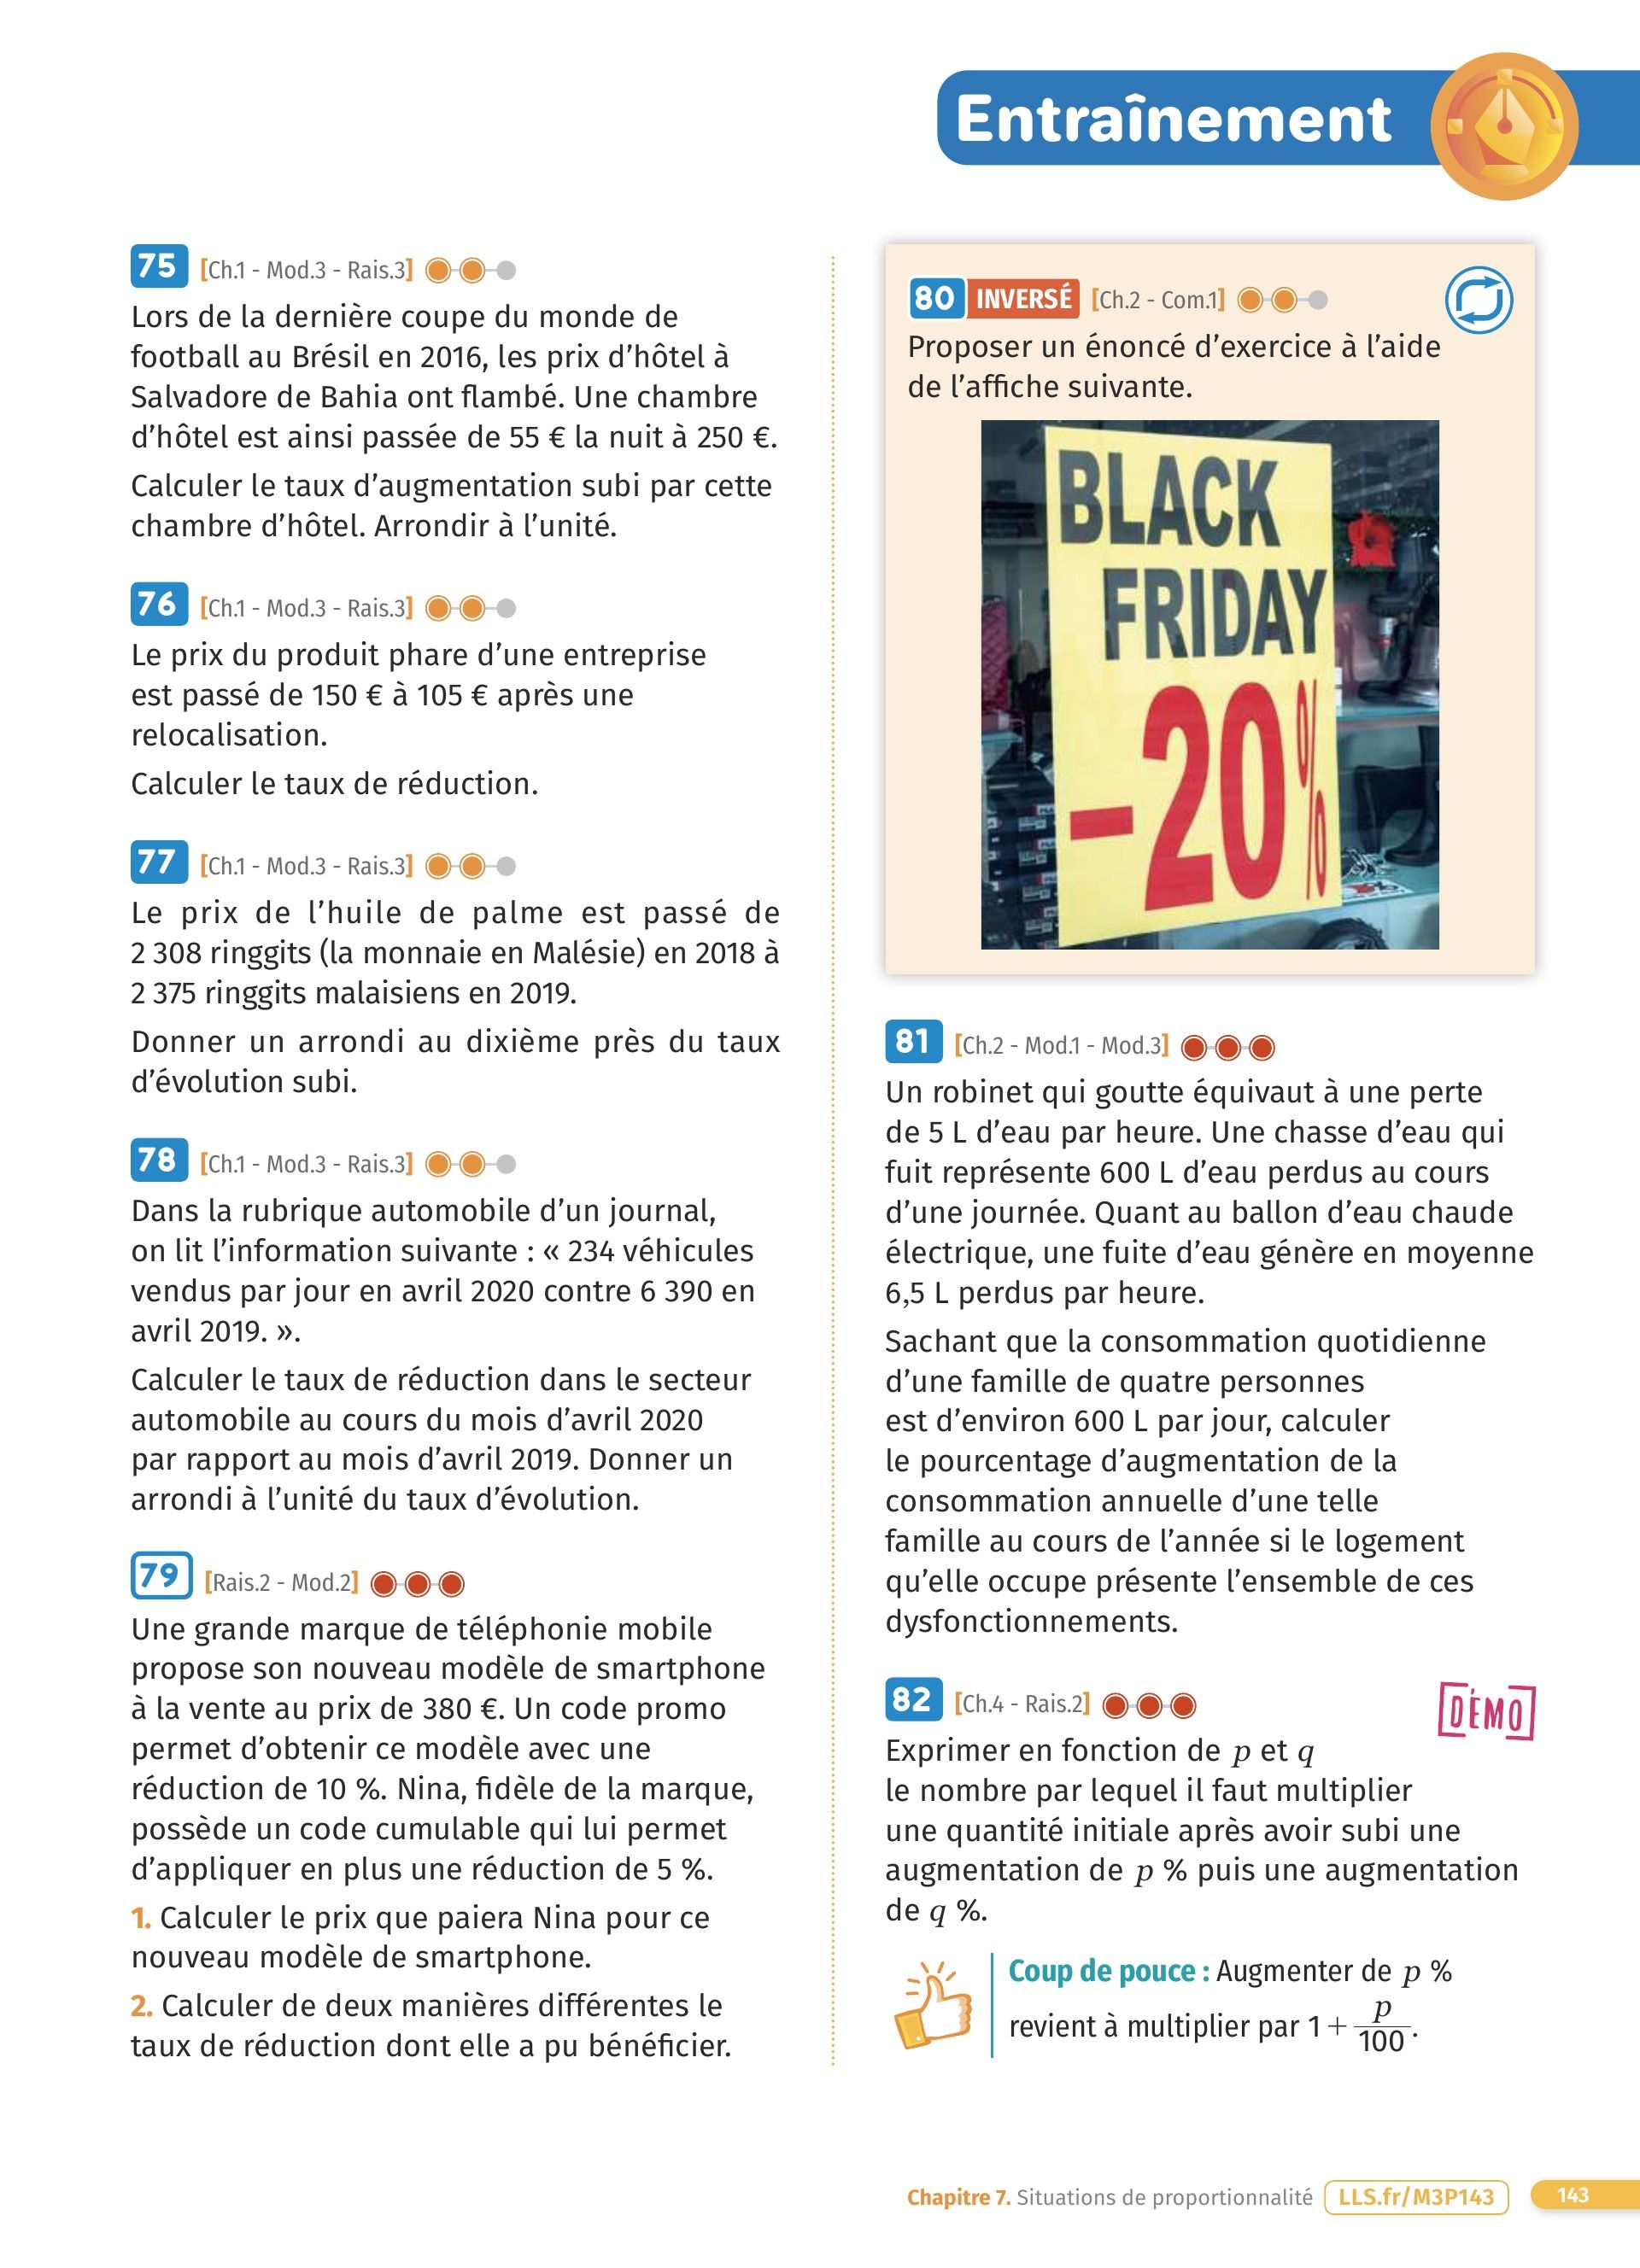 Entraînement
75 [Ch.1 - Mod.3 - Rais.3]
Lors de la dernière coupe du monde de
football au Brésil en 2016, les prix d’hôtel à
Salvadore de Bahia ont flambé. Une chambre
d’hôtel est ainsi passée de 55 € la nuit à 250 €.
Calculer le taux d’augmentation subi par cette
chambre d’hôtel. Arrondir à l’unité.
76 [Ch.1 - Mod.3 - Rais.3]
Le prix du produit phare d’une entreprise
est passé de 150 € à 105 € après une
relocalisation.
Calculer le taux de réduction.
77 [Ch.1 - Mod.3 - Rais.3]
Le prix de l’huile de palme est passé de
2 308 ringgits (la monnaie en Malésie) en 2018 à
2 375 ringgits malaisiens en 2019.
Donner un arrondi au dixième près du taux
d’évolution subi.
78 [Ch.1 - Mod.3 - Rais.3]
Dans la rubrique automobile d’un journal,
on lit l’information suivante : « 234 véhicules
vendus par jour en avril 2020 contre 6 390 en
avril 2019. ».
Calculer le taux de réduction dans le secteur
automobile au cours du mois d’avril 2020
par rapport au mois d’avril 2019. Donner un
arrondi à l’unité du taux d’évolution.
79 [Rais.2 - Mod.2]
Une grande marque de téléphonie mobile
propose son nouveau modèle de smartphone
à la vente au prix de 380 €. Un code promo
permet d’obtenir ce modèle avec une
réduction de 10 %. Nina, fidèle de la marque,
possède un code cumulable qui lui permet
d’appliquer en plus une réduction de 5 %.
1. Calculer le prix que paiera Nina pour ce
nouveau modèle de smartphone.
2. Calculer de deux manières différentes le
taux de réduction dont elle a pu bénéficier.
80 INVERSÉ [Ch.2 - Com.1]
Proposer un énoncé d’exercice à l’aide
de l’affiche suivante.
BLACK
FRIDAY
-20%
81 [Ch.2 - Mod.1 - Mod.3]
Un robinet qui goutte équivaut à une perte
de 5 L d’eau par heure. Une chasse d’eau qui
fuit représente 600 L d’eau perdus au cours
d’une journée. Quant au ballon d’eau chaude
électrique, une fuite d’eau génère en moyenne
6,5 L perdus par heure.
Sachant que la consommation quotidienne
d’une famille de quatre personnes
est d’environ 600 L par jour, calculer
le pourcentage d’augmentation de la
consommation annuelle d’une telle
famille au cours de l’année si le logement
qu’elle occupe présente l’ensemble de ces
dysfonctionnements.
82 [Ch.4 - Rais.2]
DÉMO
Exprimer en fonction de p et q
le nombre par lequel il faut multiplier
une quantité initiale après avoir subi une
augmentation de p % puis une augmentation
de q %.
Coup de pouce : Augmenter de p %
revient à multiplier par 1 + p/100.
Chapitre 7. Situations de proportionnalité LLS.fr/M3P143 143